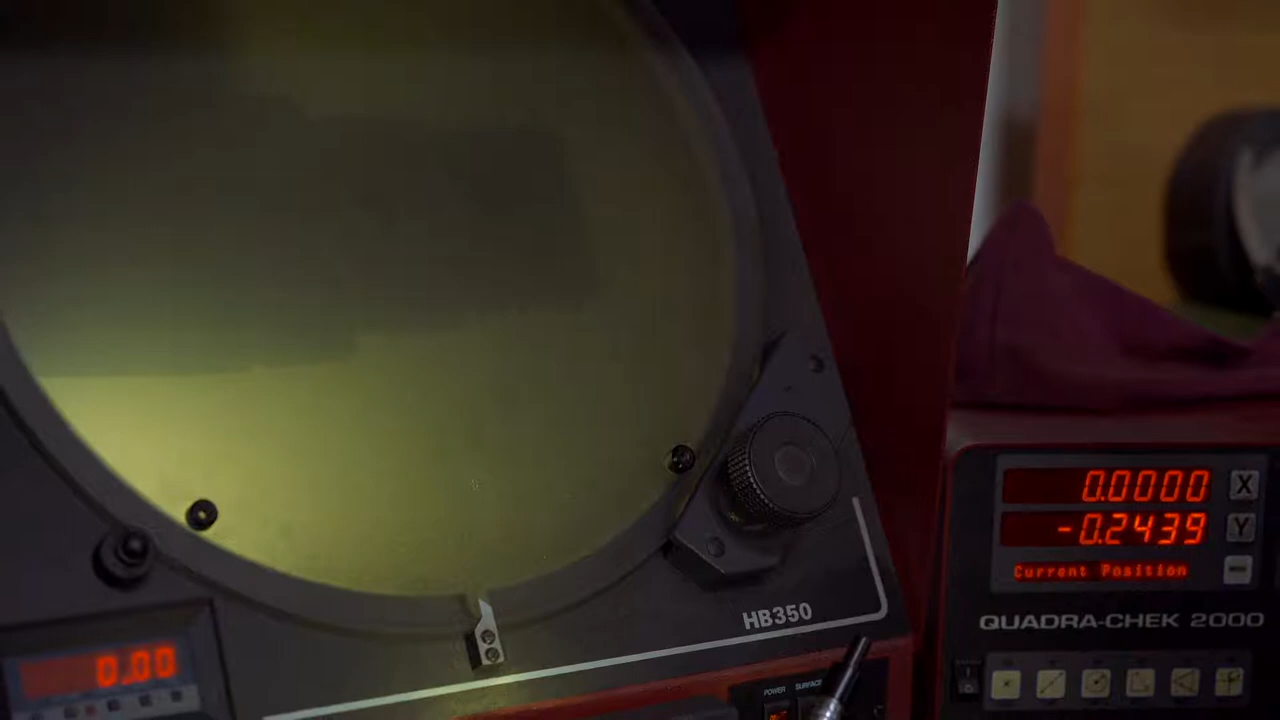 0.0000 X
-0.2439 Y
Current Position
QUADRA-CHEK 2000
HB350
0.00
POWER SURFACE